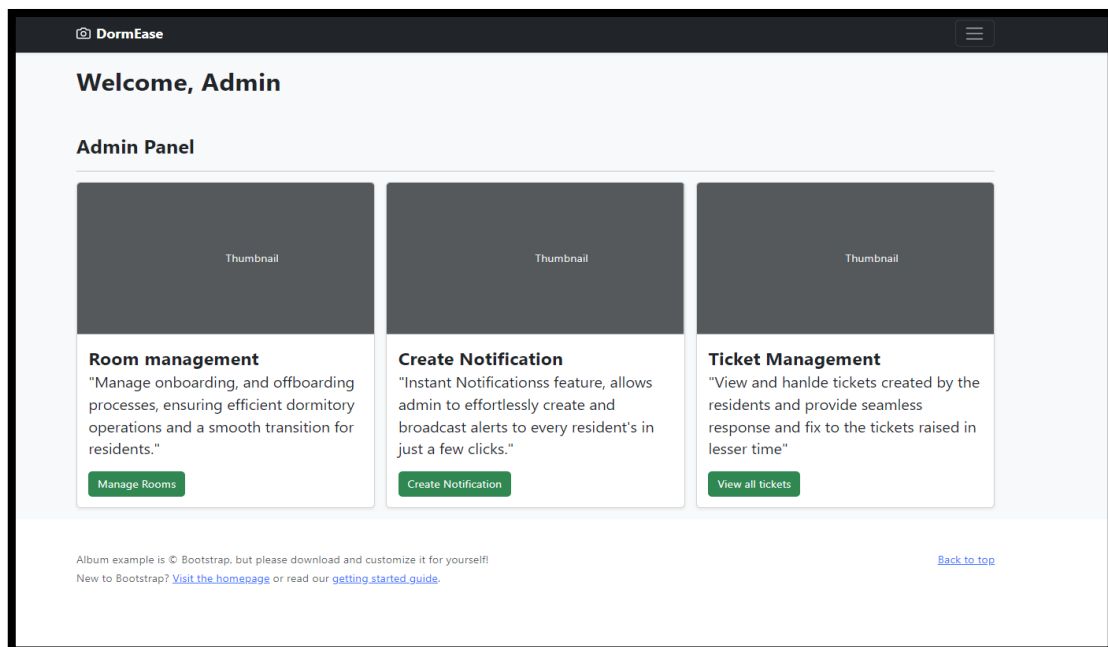 DormEase
Welcome, Admin
Admin Panel
Thumbnail
Thumbnail
Thumbnail
Room management
"Manage onboarding, and offboarding
processes, ensuring efficient dormitory
operations and a smooth transition for
residents."
Manage Rooms
Create Notification
"Instant Notificationss feature, allows
admin to effortlessly create and
broadcast alerts to every resident's in
just a few clicks."
Create Notification
Ticket Management
"View and hanlde tickets created by the
residents and provide seamless
response and fix to the tickets raised in
lesser time"
View all tickets
Album example is © Bootstrap, but please download and customize it for yourself!
New to Bootstrap? Visit the homepage or read our getting started guide.
Back to top